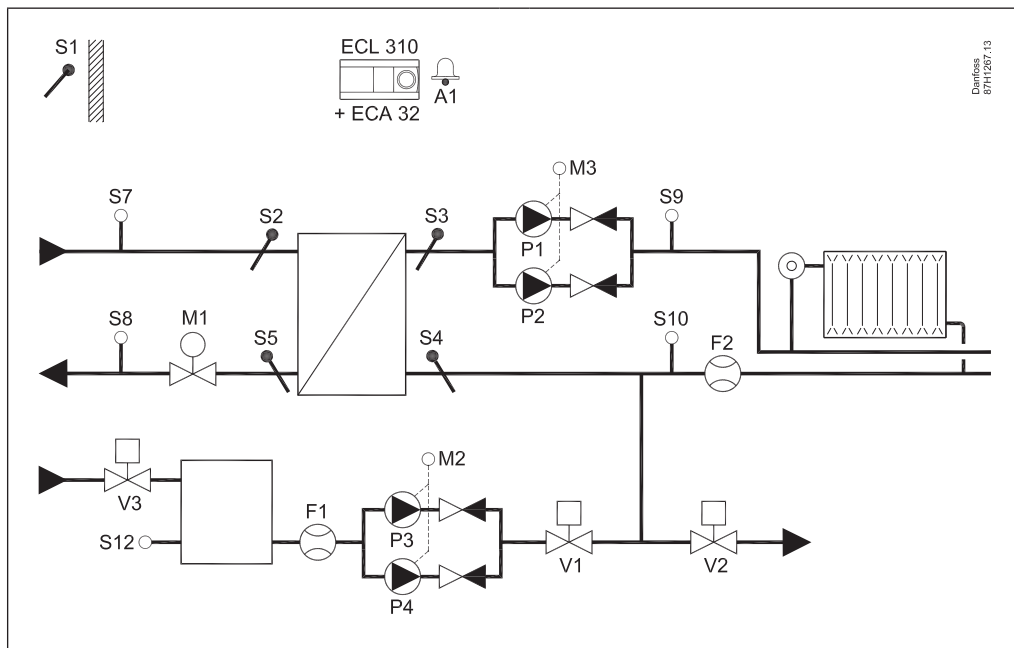 S1
ECL 310
A1
+ ECA 32
Danfoss
87H1267.13
M3
S7
S2
S3
P1
S9
P2
S8
M1
S5
S4
S10
F2
M2
V3
F1
P3
S12
V1
V2
P4